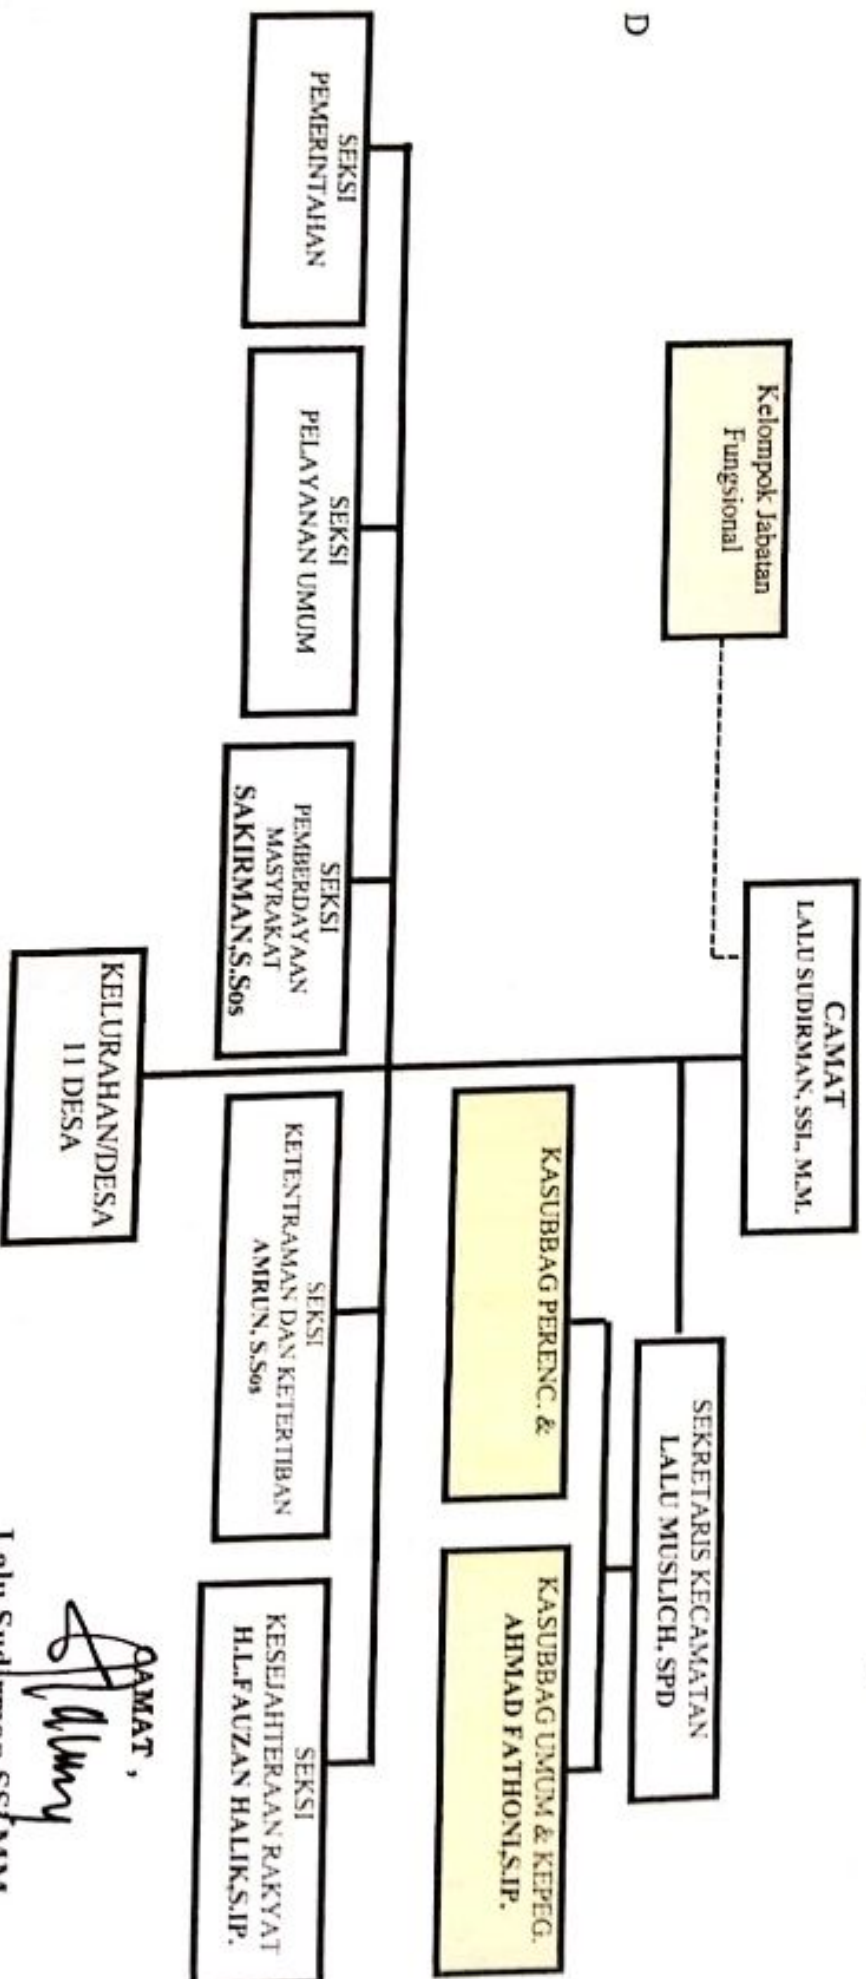 D
CAMAT
LALU SUDIRMAN, SSI., M.M.
Kelompok Jabatan
Fungsional
SEKRETARIS KECAMATAN
LALU MUSLICH, SPD
KASUBBAG PERENC. &
KASUBBAG UMUM & KEPEG.
AHMAD FATHONI,S.IP.
SEKSI
PEMERINTAHAN
SEKSI
PELAYANAN UMUM
SEKSI
PEMBERDAYAAN
MASYRAKAT
SAKIRMAN,S.Sos
SEKSI
KETENTRAMAN DAN KETERTIBAN
AMRUN, S.Sos
SEKSI
KESEJAHTERAAN RAKYAT
H.L.FAUZAN HALIK,S.IP.
KELURAHAN/DESA
11 DESA
CAMAT ,
Lalu Sudirman